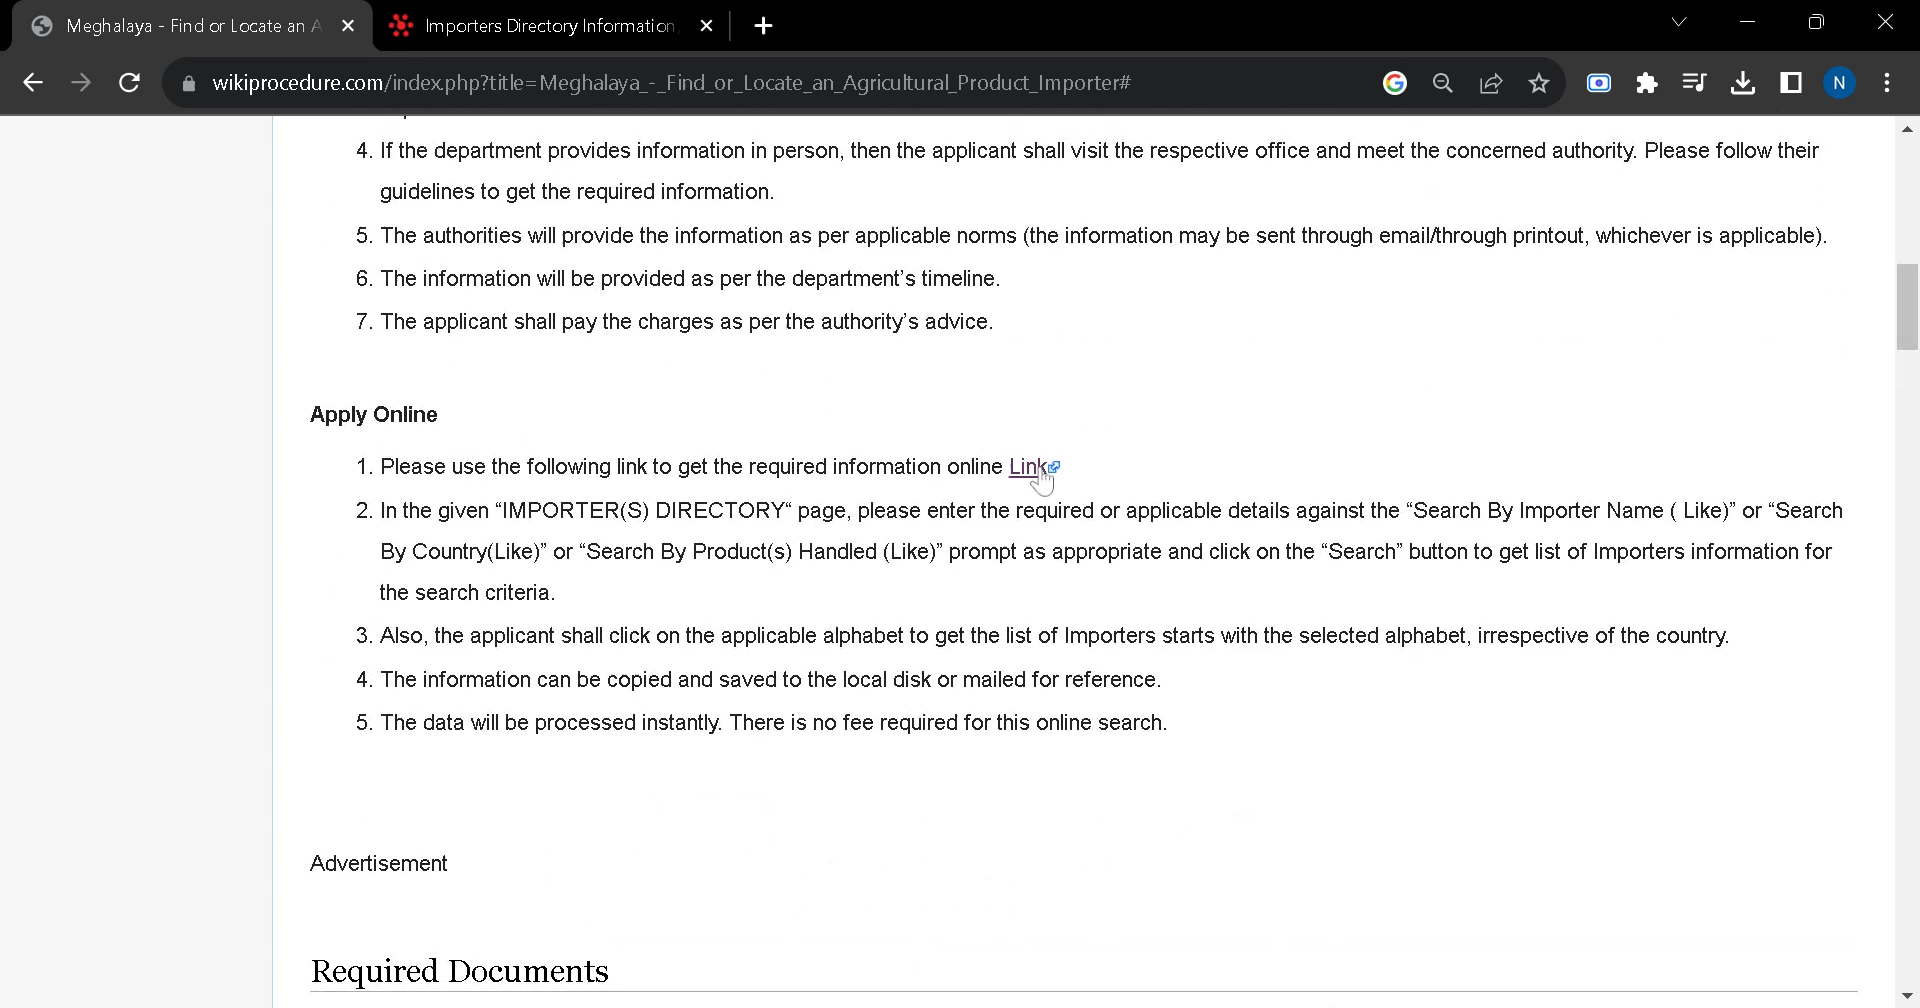 Meghalaya - Find or Locate an A
Importers Directory Information
wikiprocedure.com/index.php?title=Meghalaya_-_Find_or_Locate_an_Agricultural_Product_Importer#
N
4. If the department provides information in person, then the applicant shall visit the respective office and meet the concerned authority. Please follow their
guidelines to get the required information.
5. The authorities will provide the information as per applicable norms (the information may be sent through email/through printout, whichever is applicable).
6. The information will be provided as per the department’s timeline.
7. The applicant shall pay the charges as per the authority’s advice.
Apply Online
1. Please use the following link to get the required information online Link
2. In the given “IMPORTER(S) DIRECTORY“ page, please enter the required or applicable details against the “Search By Importer Name ( Like)” or “Search
By Country(Like)” or “Search By Product(s) Handled (Like)” prompt as appropriate and click on the “Search” button to get list of Importers information for
the search criteria.
3. Also, the applicant shall click on the applicable alphabet to get the list of Importers starts with the selected alphabet, irrespective of the country.
4. The information can be copied and saved to the local disk or mailed for reference.
5. The data will be processed instantly. There is no fee required for this online search.
Advertisement
Required Documents